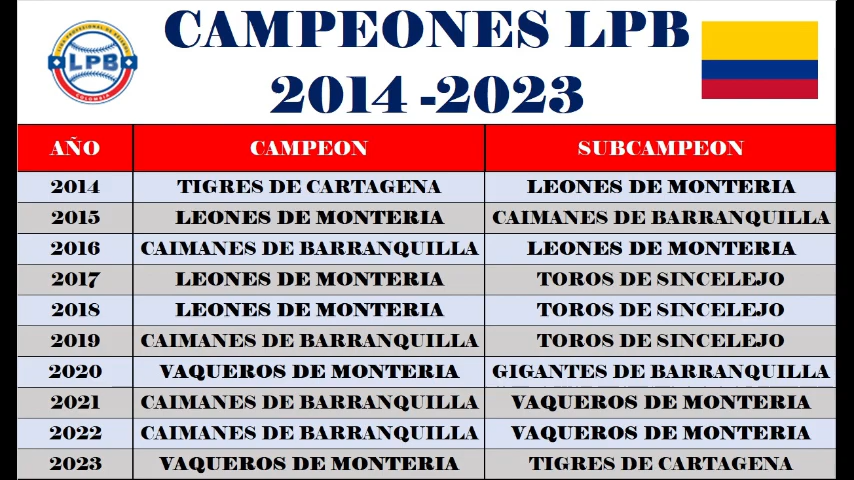 CAMPEONES LPB
2014 -2023
LPB
COLOMBIA
AÑO CAMPEON SUBCAMPEON
2014 TIGRES DE CARTAGENA LEONES DE MONTERIA
2015 LEONES DE MONTERIA CAIMANES DE BARRANQUILLA
2016 CAIMANES DE BARRANQUILLA LEONES DE MONTERIA
2017 LEONES DE MONTERIA TOROS DE SINCELEJO
2018 LEONES DE MONTERIA TOROS DE SINCELEJO
2019 CAIMANES DE BARRANQUILLA TOROS DE SINCELEJO
2020 VAQUEROS DE MONTERIA GIGANTES DE BARRANQUILLA
2021 CAIMANES DE BARRANQUILLA VAQUEROS DE MONTERIA
2022 CAIMANES DE BARRANQUILLA VAQUEROS DE MONTERIA
2023 VAQUEROS DE MONTERIA TIGRES DE CARTAGENA